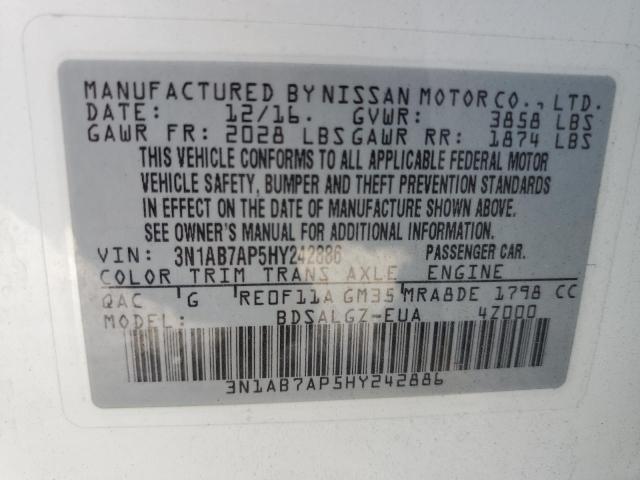 MANUFACTURED BY NISSAN MOTOR CO., LTD.
DATE: 12/16. GVWR: 3858 LBS
GAWR FR: 2028 LBS GAWR RR: 1874 LBS
THIS VEHICLE CONFORMS TO ALL APPLICABLE FEDERAL MOTOR
VEHICLE SAFETY, BUMPER AND THEFT PREVENTION STANDARDS
IN EFFECT ON THE DATE OF MANUFACTURE SHOWN ABOVE.
SEE OWNER'S MANUAL FOR ADDITIONAL INFORMATION
VIN: 3N1AB7AP5HY242886 PASSENGER CAR.
COLOR TRIM TRANS AXLE ENGINE
QAC G RE0F11A GM35 MRA8DE 1798 CC
MODEL: BDSALGZ-EUA 4Z000
3N1AB7AP5HY242886